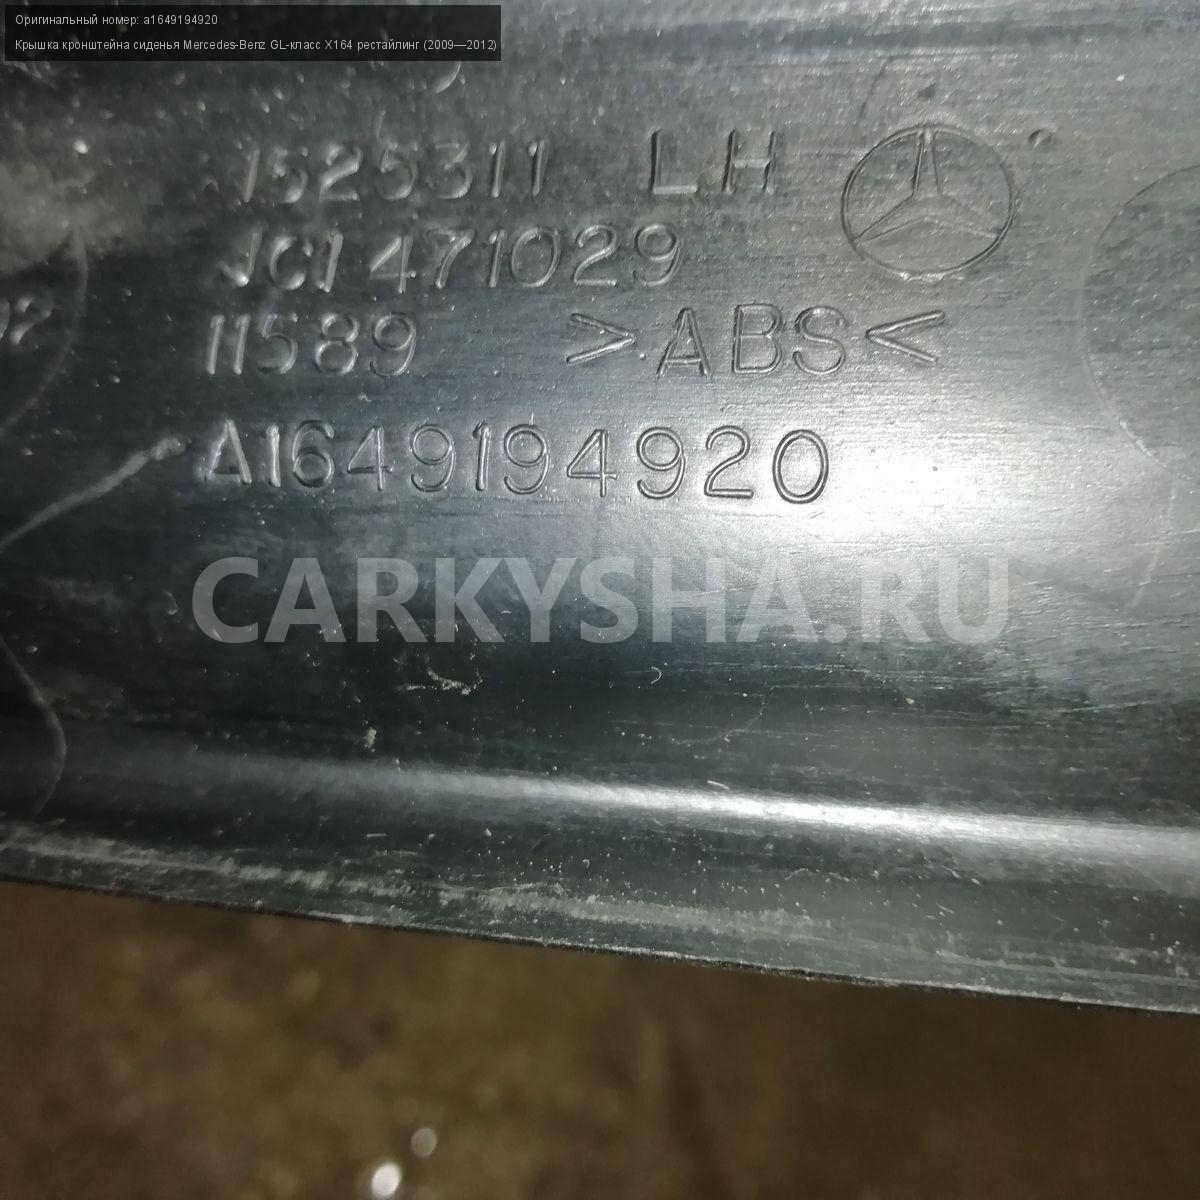 Оригинальный номер: a1649194920
Крышка кронштейна сиденья Mercedes-Benz GL-класс X164 рестайлинг (2009—2012)
1525311 LH
JCI 471029
11589 >ABS<
A1649194920
CARKYSHA.RU